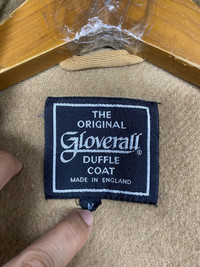 THE
ORIGINAL
Gloverall®
DUFFLE
COAT
MADE IN ENGLAND